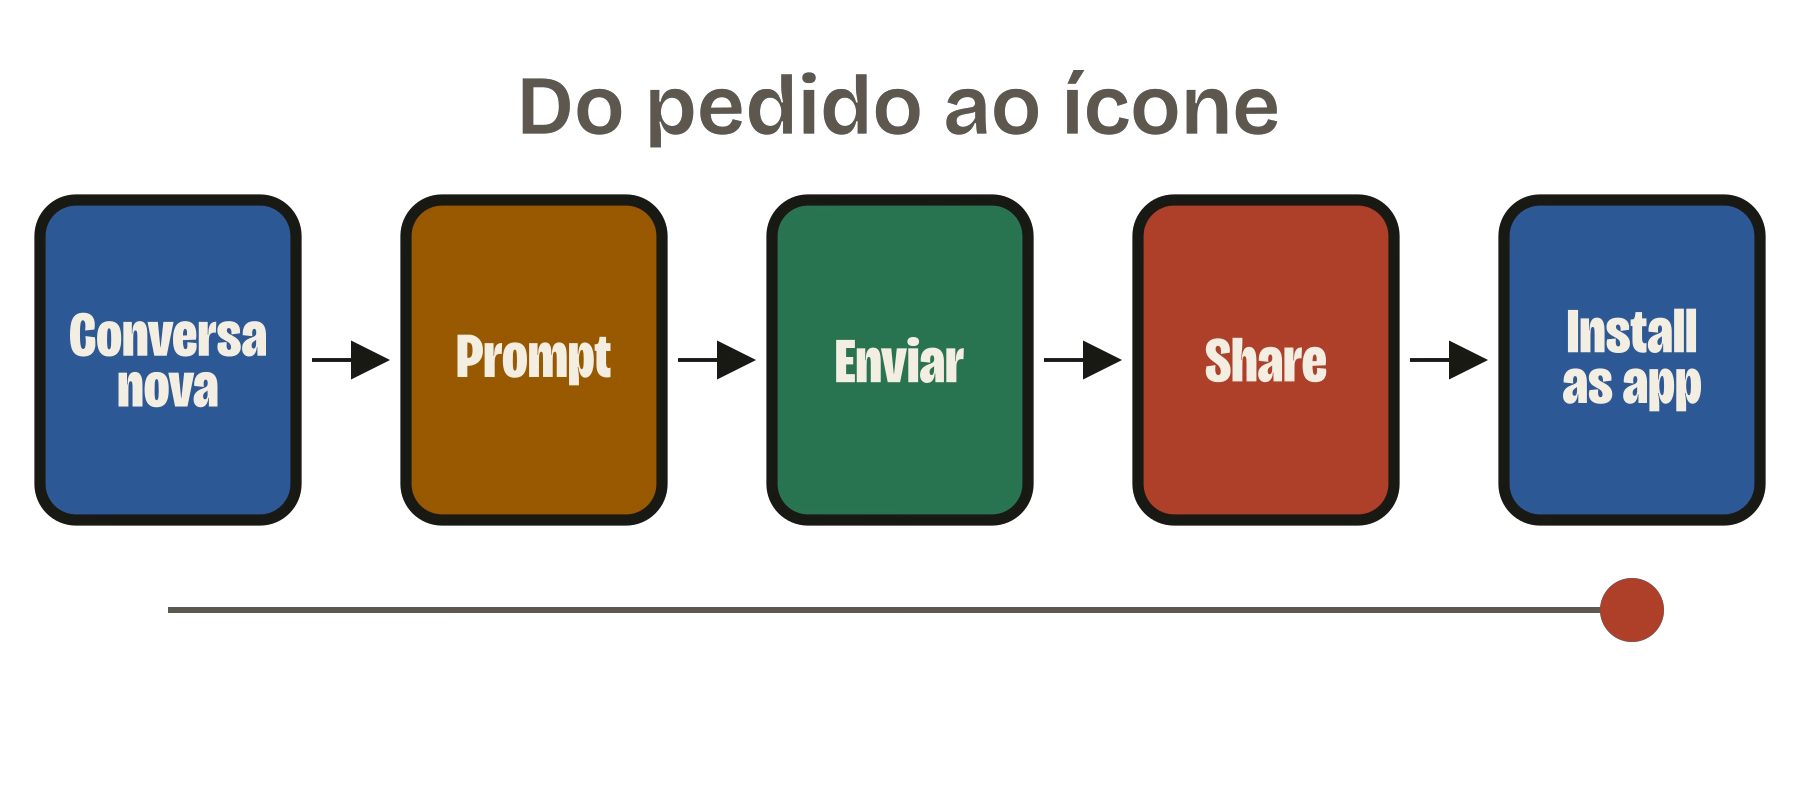 Do pedido ao ícone
Conversa
nova
Prompt
Enviar
Share
Install
as app